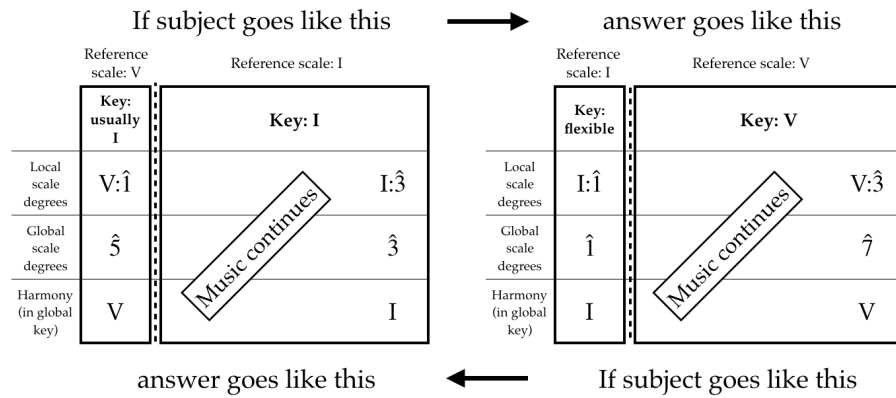 If subject goes like this
answer goes like this
Reference
scale: V
Reference scale: I
Reference
scale: I
Reference scale: V
Key:
usually
I
Key: I
Key:
flexible
Key: V
Local
scale
degrees
V:1̂
I:3̂
Local
scale
degrees
I:1̂
V:3̂
Global
scale
degrees
5̂
3̂
Global
scale
degrees
1̂
7̂
Harmony
(in global
key)
V
I
Harmony
(in global
key)
I
V
Music continues
Music continues
answer goes like this
If subject goes like this